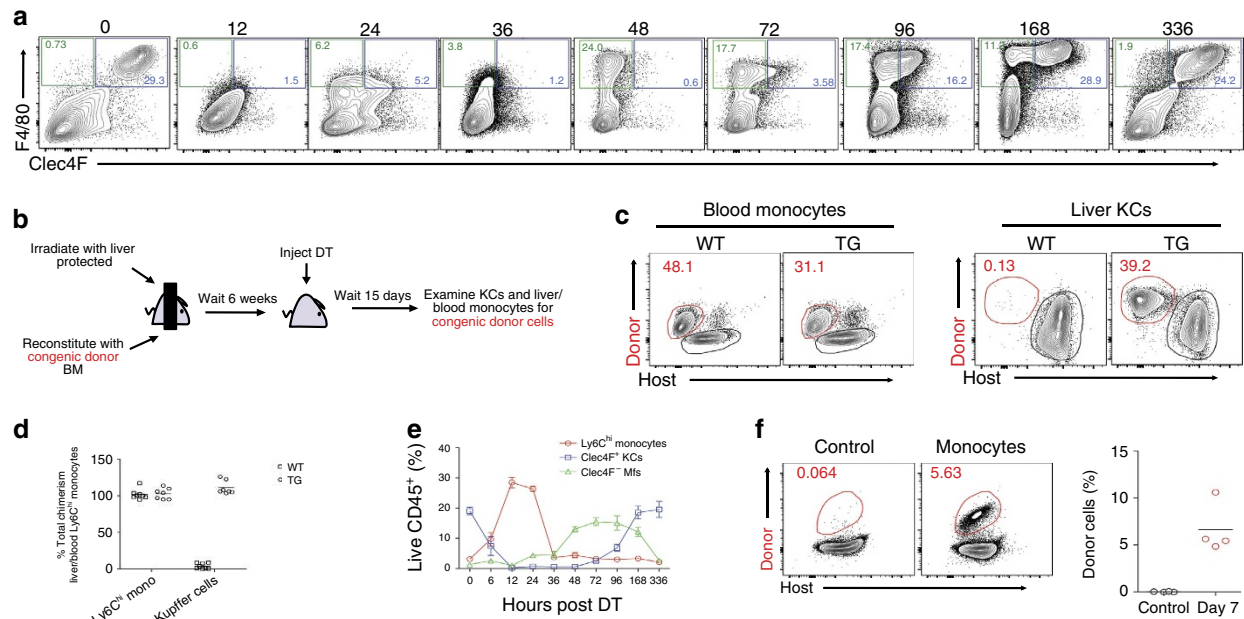 a
0 12 24 36 48 72 96 168 336
0.73 0.6 6.2 3.8 24.0 17.7 17.4 1.9
29.3 1.5 5.2 1.2 0.6 3.58 16.2 28.9 24.2
F4/80
Clec4F
b
Irradiate with liver
protected
Reconstitute with
congenic donor
BM
Wait 6 weeks
Inject DT
Wait 15 days
Examine KCs and liver/
blood monocytes for
congenic donor cells
c
Blood monocytes
WT TG
48.1 31.1
Liver KCs
WT TG
0.13 39.2
Donor
Host
Donor
Host
d
% Total chimerism
liver/blood Ly6Chi monocytes
150
100
50
0
WT
TG
Ly6Chi mono
Kupffer cells
e
Live CD45+ (%)
40
30
20
10
0
Ly6Chi monocytes
Clec4F+ KCs
Clec4F− Mfs
0 6 12 24 36 48 72 96 168 336
Hours post DT
f
Control Monocytes
0.064 5.63
Donor
Host
Donor cells (%)
15
10
5
0
Control Day 7